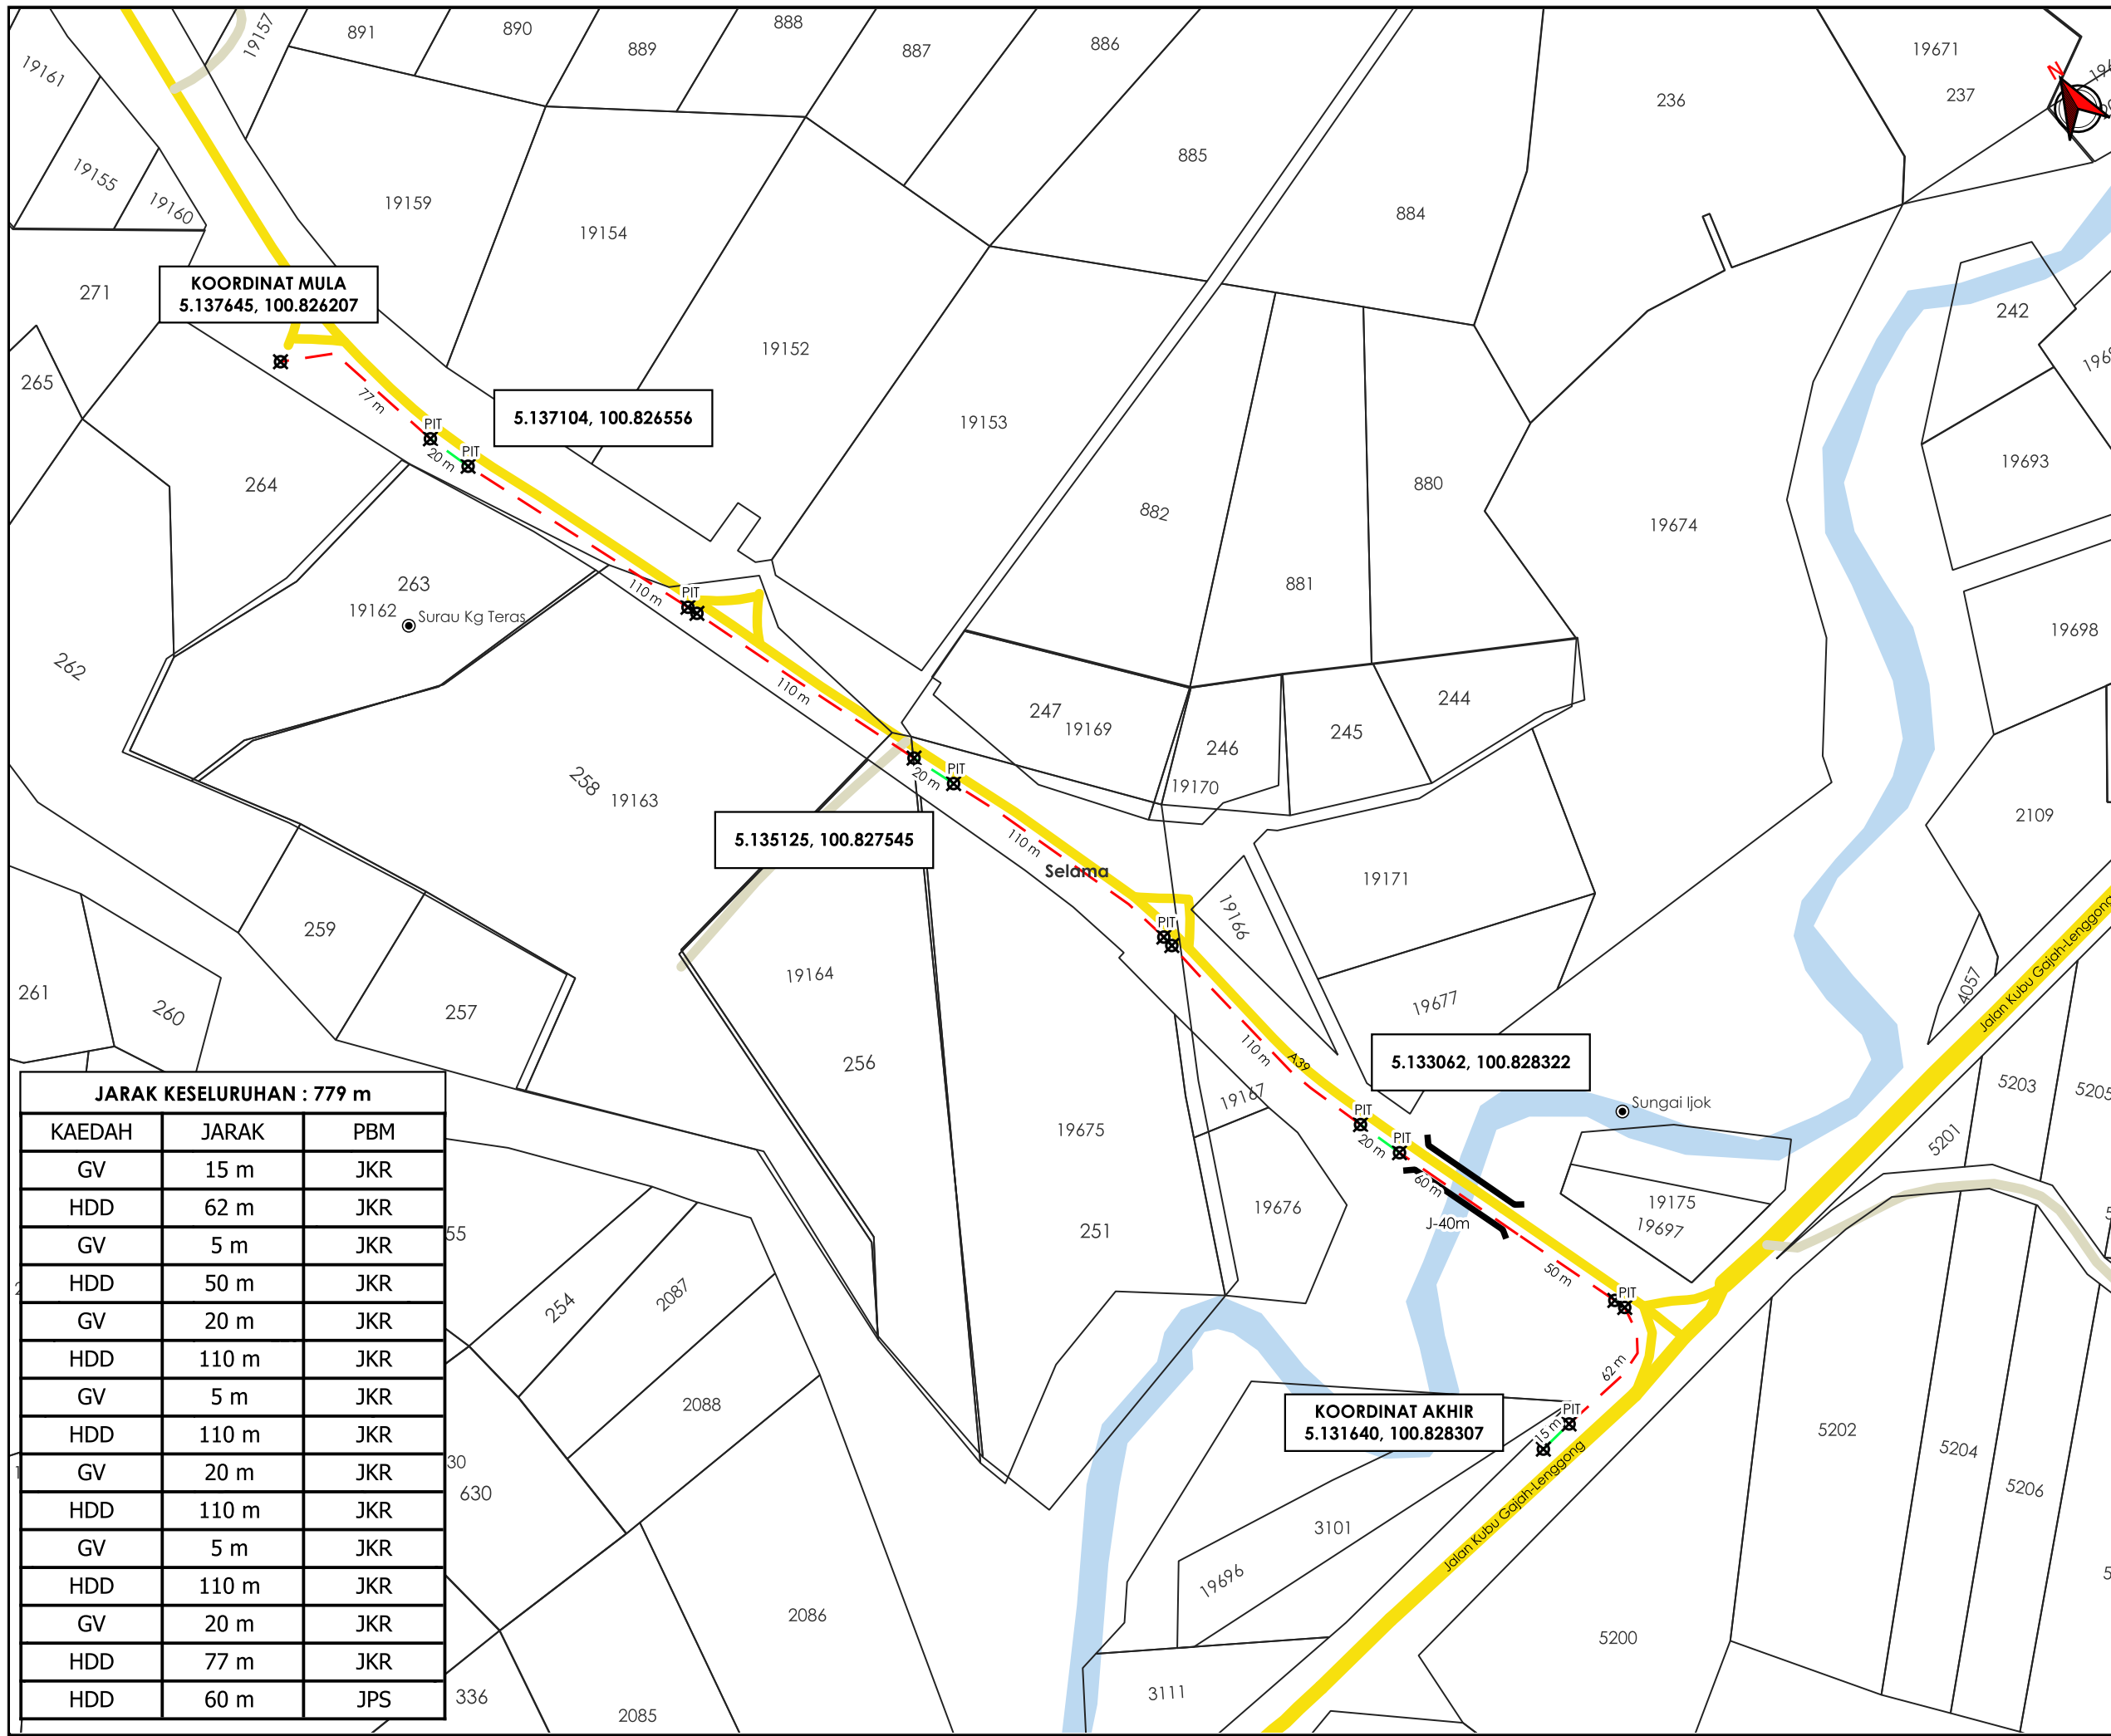 891
890
889
888
887
886
19157
19161
19671
237
236
885
19155
19160
19159
19154
884
N
271
KOORDINAT MULA
5.137645, 100.826207
242
265
19152
77 m
PIT
20 m
PIT
5.137104, 100.826556
19153
19693
264
882
880
19674
263
19162
Surau Kg Teras
110 m
PIT
881
19698
262
110 m
247
19169
246
245
244
258
19163
20 m
PIT
19170
5.135125, 100.827545
110 m
Selama
2109
19171
19166
PIT
259
19164
19677
4057
Jalan Kubu Gajah-Lenggong
261
260
257
256
110 m
A39
5.133062, 100.828322
19167
Sungai Ijok
5203
5205
19675
PIT
20 m
PIT
5201
60 m
19175
19697
251
19676
J-40m
55
50 m
PIT
254
2087
62 m
2088
KOORDINAT AKHIR
5.131640, 100.828307
PIT
15 m
5202
5204
5206
30
630
3101
Jalan Kubu Gajah-Lenggong
19696
2086
5200
336
2085
3111
JARAK KESELURUHAN : 779 m
KAEDAH JARAK PBM
GV 15 m JKR
HDD 62 m JKR
GV 5 m JKR
HDD 50 m JKR
GV 20 m JKR
HDD 110 m JKR
GV 5 m JKR
HDD 110 m JKR
GV 20 m JKR
HDD 110 m JKR
GV 5 m JKR
HDD 110 m JKR
GV 20 m JKR
HDD 77 m JKR
HDD 60 m JPS